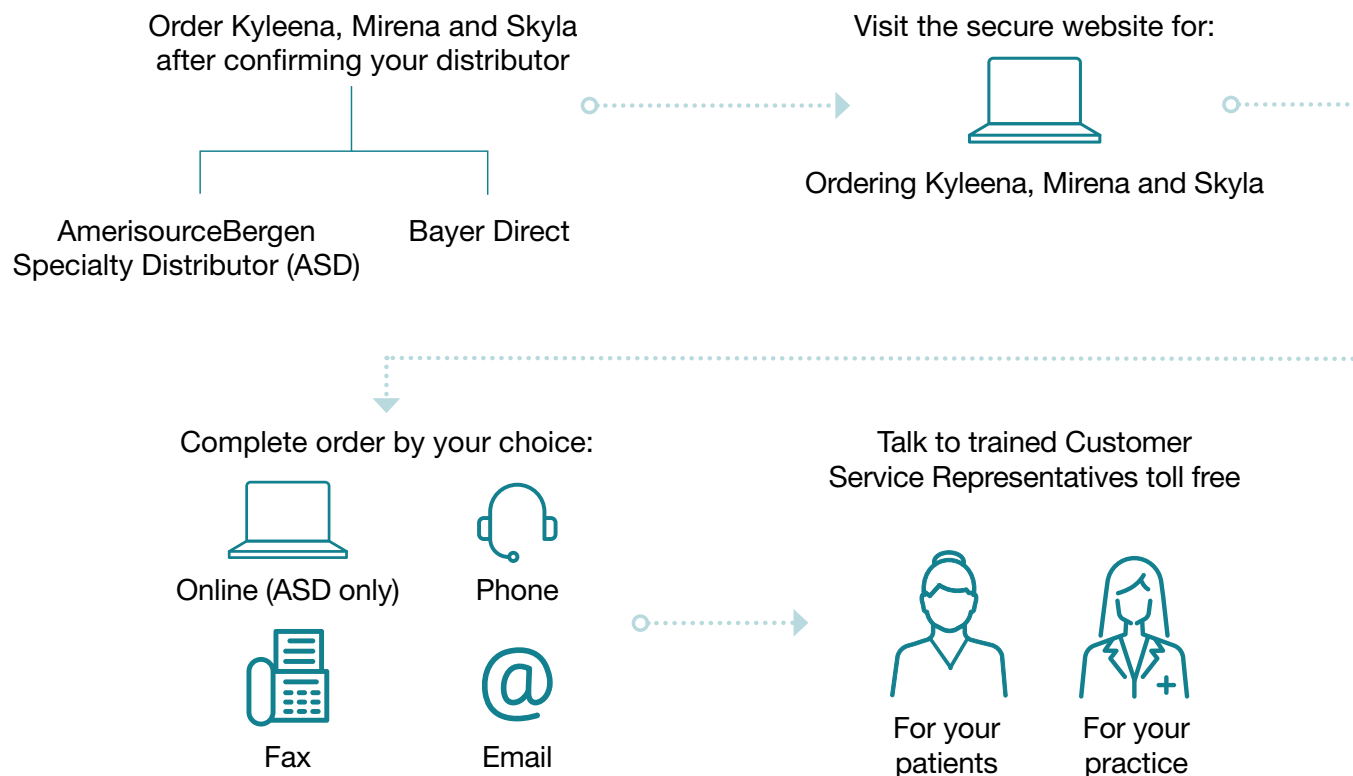 Order Kyleena, Mirena and Skyla
after confirming your distributor
AmerisourceBergen
Specialty Distributor (ASD)
Bayer Direct
Visit the secure website for:
Ordering Kyleena, Mirena and Skyla
Complete order by your choice:
Online (ASD only)
Phone
Fax
@
Email
Talk to trained Customer
Service Representatives toll free
For your
patients
For your
practice